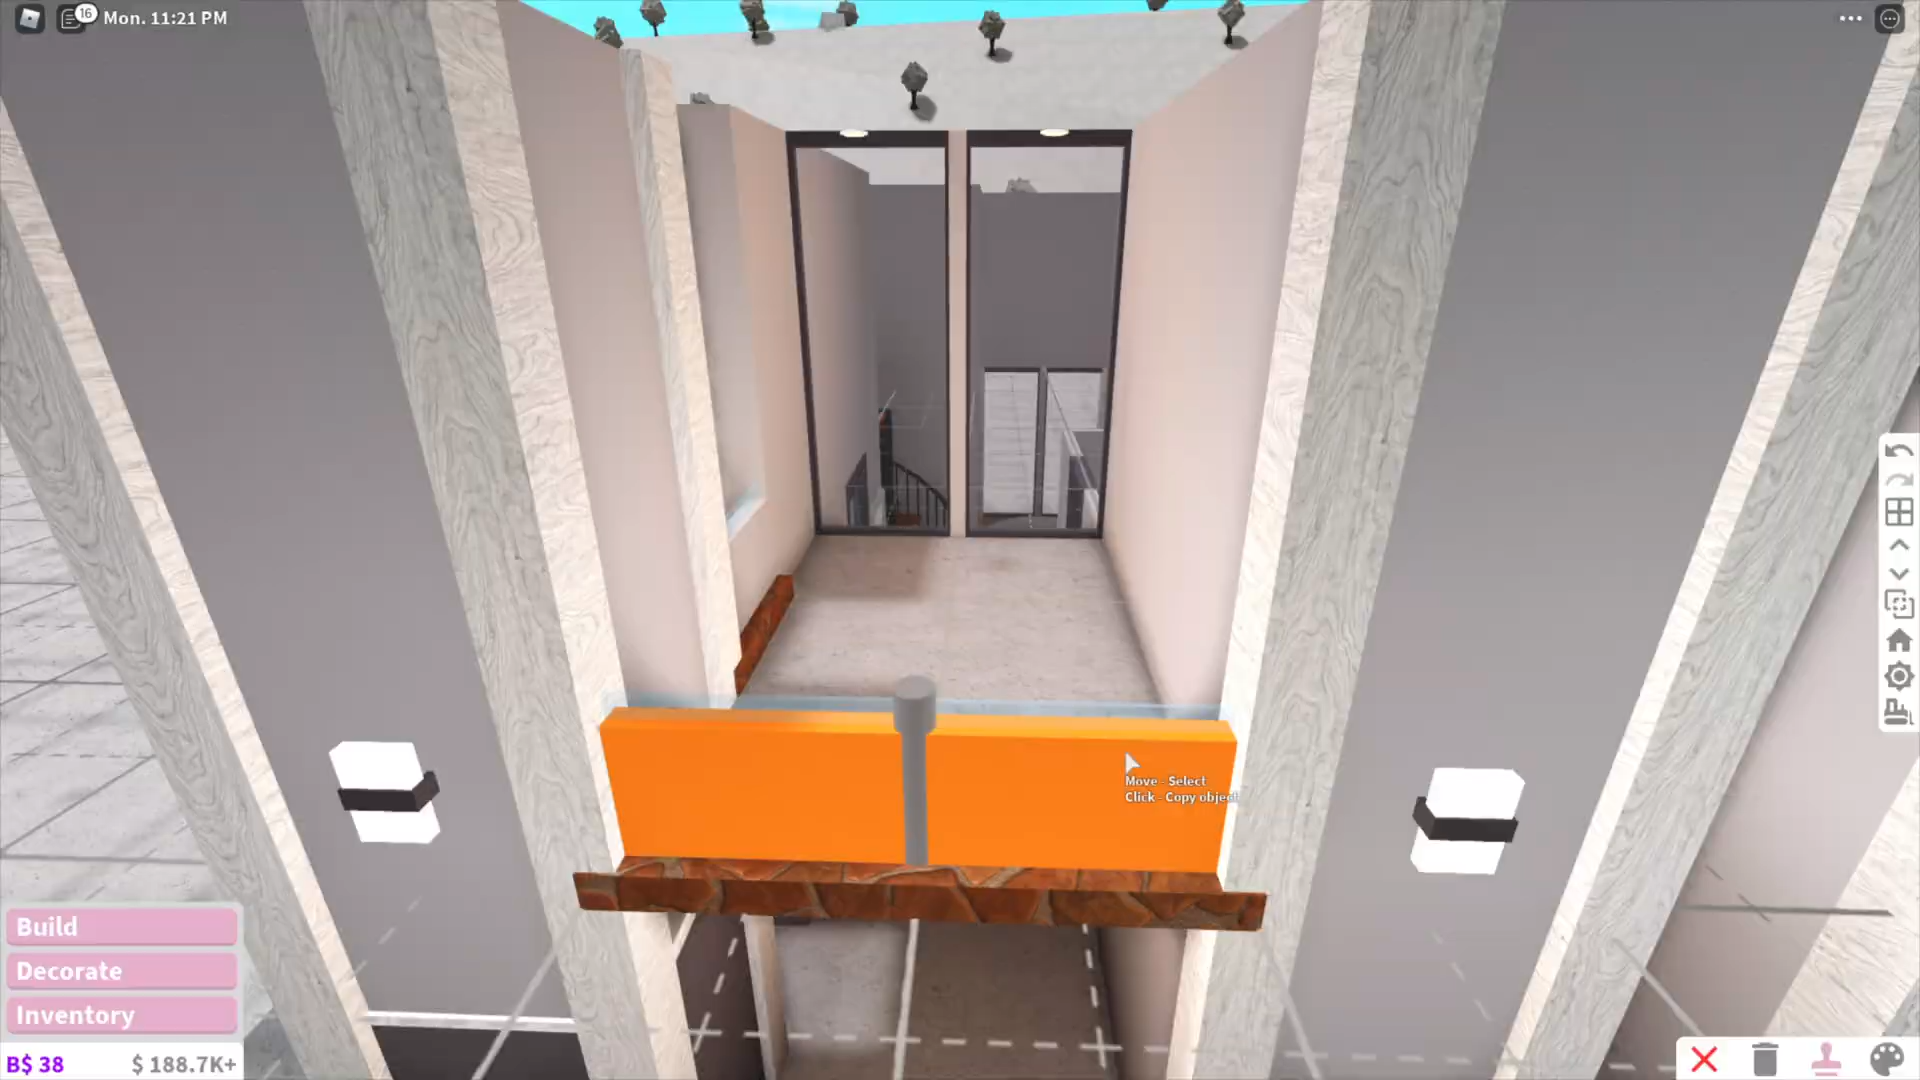 16 Mon. 11:21 PM
Move - Select
Click - Copy object
Build
Decorate
Inventory
B$ 38 $ 188.7K+